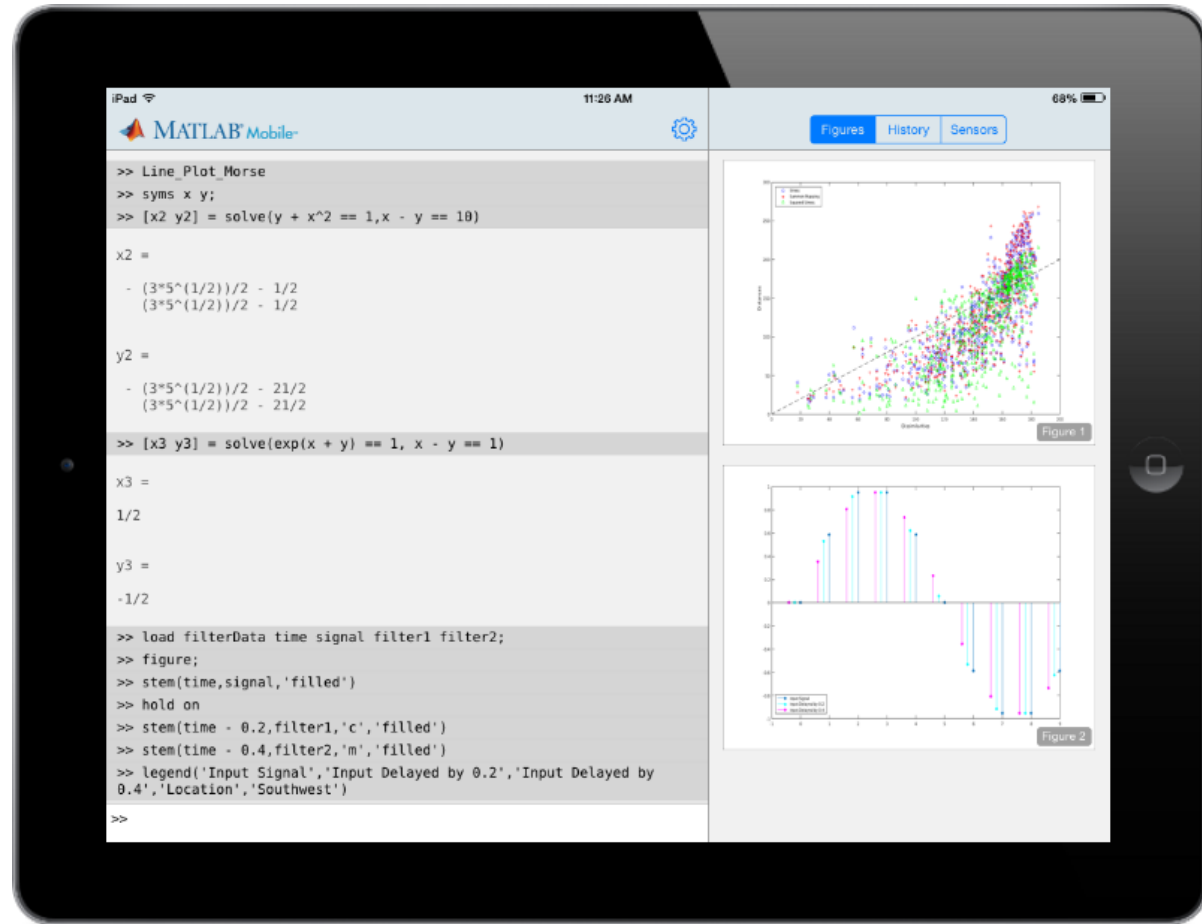 iPad
11:26 AM
68%
MATLAB® Mobile™
Figures
History
Sensors
>> Line_Plot_Morse
>> syms x y;
>> [x2 y2] = solve(y + x^2 == 1,x - y == 10)
x2 =
- (3*5^(1/2))/2 - 1/2
(3*5^(1/2))/2 - 1/2
y2 =
- (3*5^(1/2))/2 - 21/2
(3*5^(1/2))/2 - 21/2
>> [x3 y3] = solve(exp(x + y) == 1, x - y == 1)
x3 =
1/2
y3 =
-1/2
>> load filterData time signal filter1 filter2;
>> figure;
>> stem(time,signal,'filled')
>> hold on
>> stem(time - 0.2,filter1,'c','filled')
>> stem(time - 0.4,filter2,'m','filled')
>> legend('Input Signal','Input Delayed by 
0.2','Input Delayed by
0.4','Location','Southwest')
>>
Figure 1
Figure 2